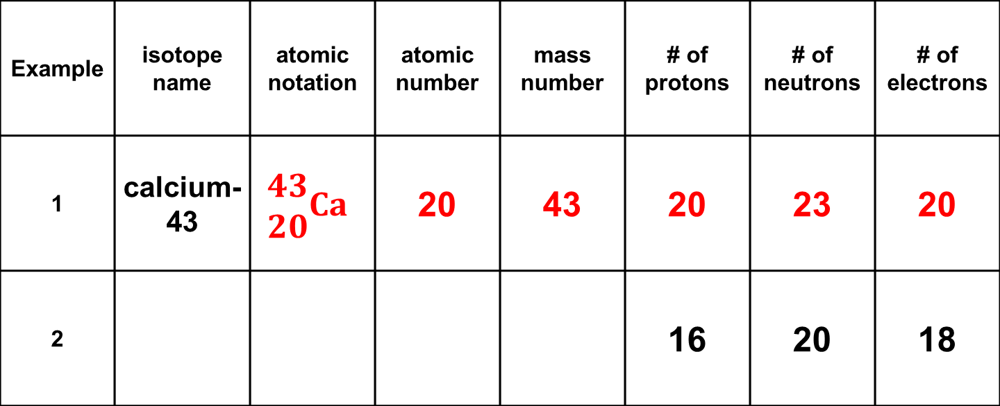 Example
isotope
name
atomic
notation
atomic
number
mass
number
# of
protons
# of
neutrons
# of
electrons
1
calcium-
43
43
20
Ca
20
43
20
23
20
2
16
20
18